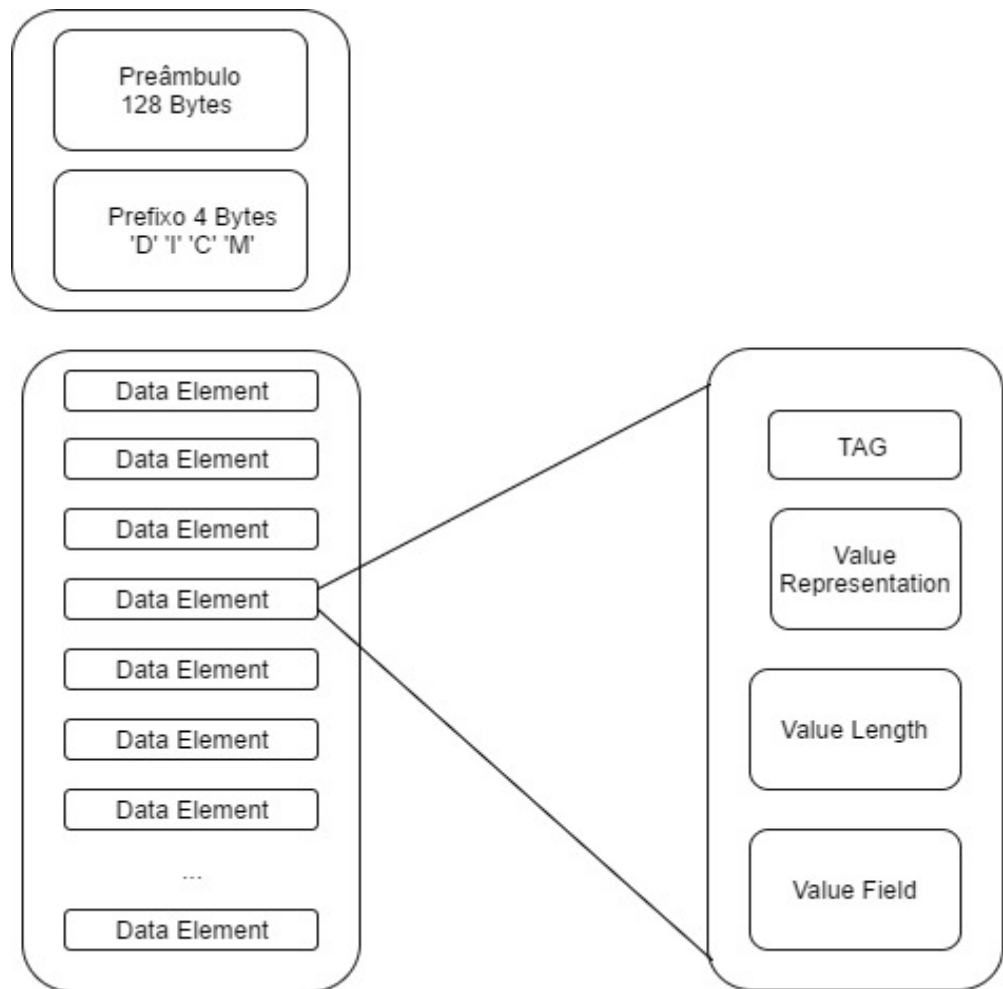 Preâmbulo
128 Bytes
Prefixo 4 Bytes
'D' 'I' 'C' 'M'
Data Element
Data Element
Data Element
Data Element
Data Element
Data Element
Data Element
...
Data Element
TAG
Value
Representation
Value Length
Value Field